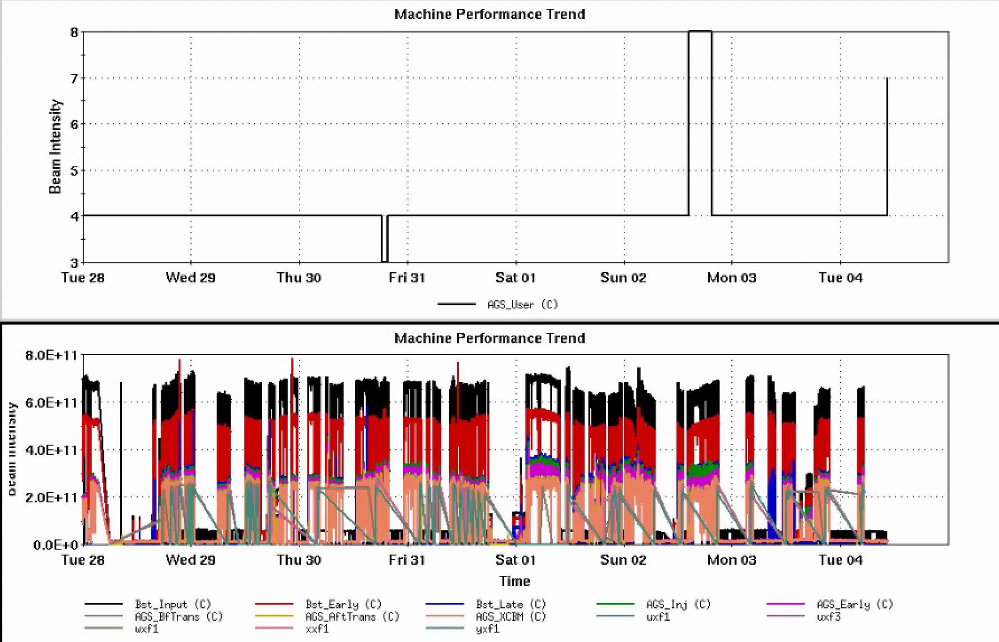 Machine Performance Trend
8
7
6
5
4
3
Beam Intensity
Tue 28 Wed 29 Thu 30 Fri 31 Sat 01 Sun 02 Mon 03 Tue 04
AGS_User (C)
Machine Performance Trend
8.0E+11
6.0E+11
4.0E+11
2.0E+11
0.0E+0
Beam Intensity
Tue 28 Wed 29 Thu 30 Fri 31 Sat 01 Sun 02 Mon 03 Tue 04
Time
Bst_Input (C) Bst_Early (C) Bst_Late (C) AGS_Inj (C) AGS_Early (C)
AGS_BfTrans (C) AGS_AftTrans (C) AGS_XCBM (C) uxf1 uxf3
wxf1 xxf1 yxf1